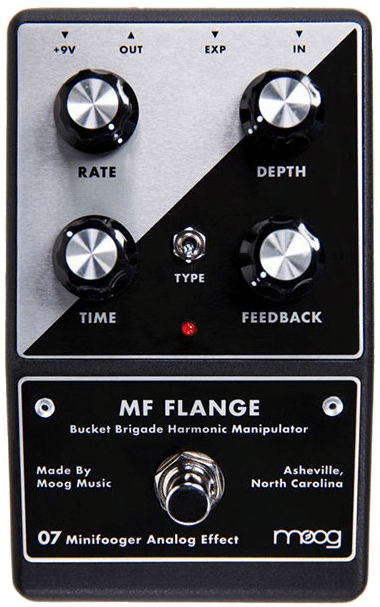 +9V OUT EXP IN
RATE DEPTH
TYPE
TIME FEEDBACK
MF FLANGE
Bucket Brigade Harmonic Manipulator
Made By
Moog Music
Asheville,
North Carolina
07 Minifooger Analog Effect
moog